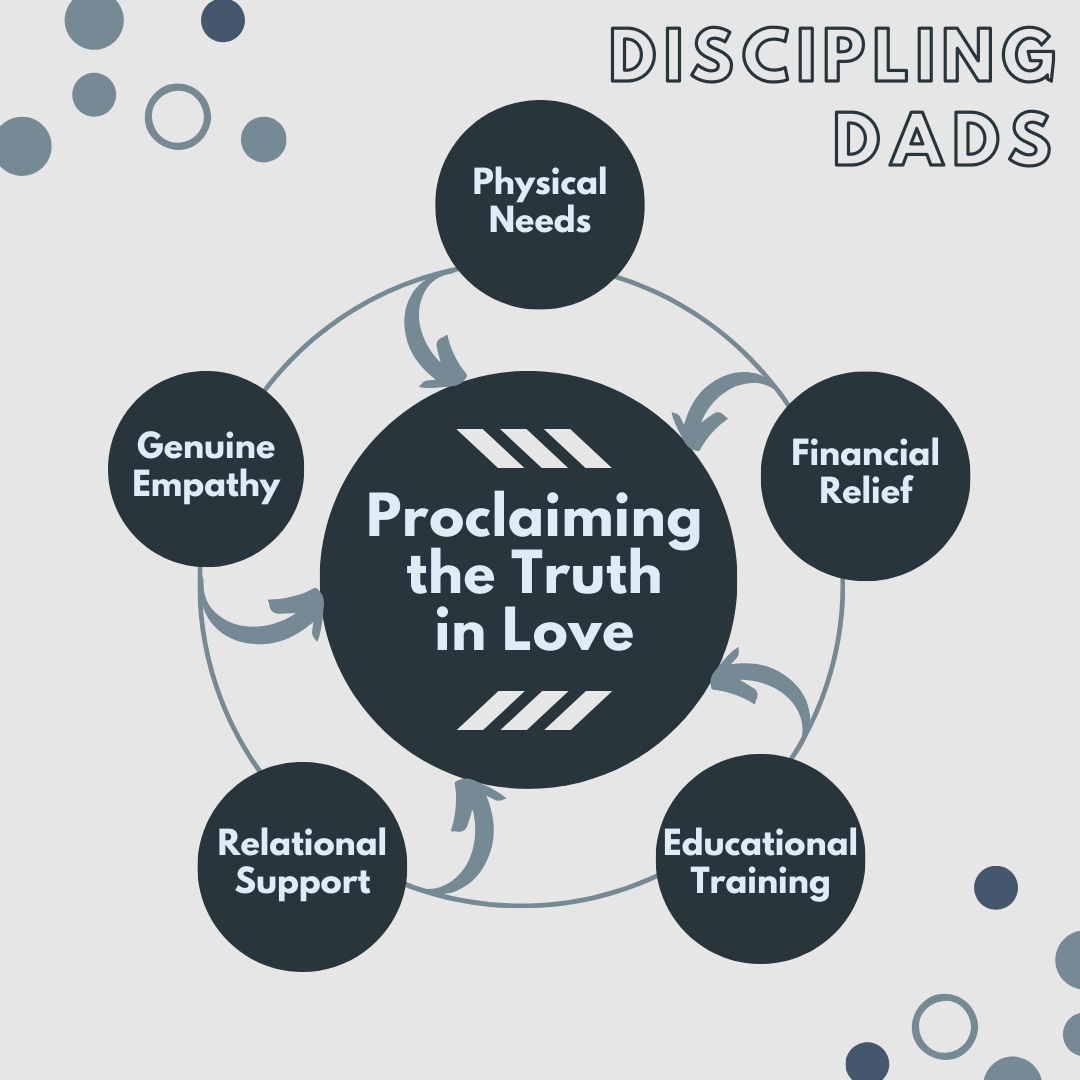 DISCIPLING
DADS
Physical
Needs
Genuine
Empathy
Financial
Relief
Proclaiming
the Truth
in Love
Relational
Support
Educational
Training